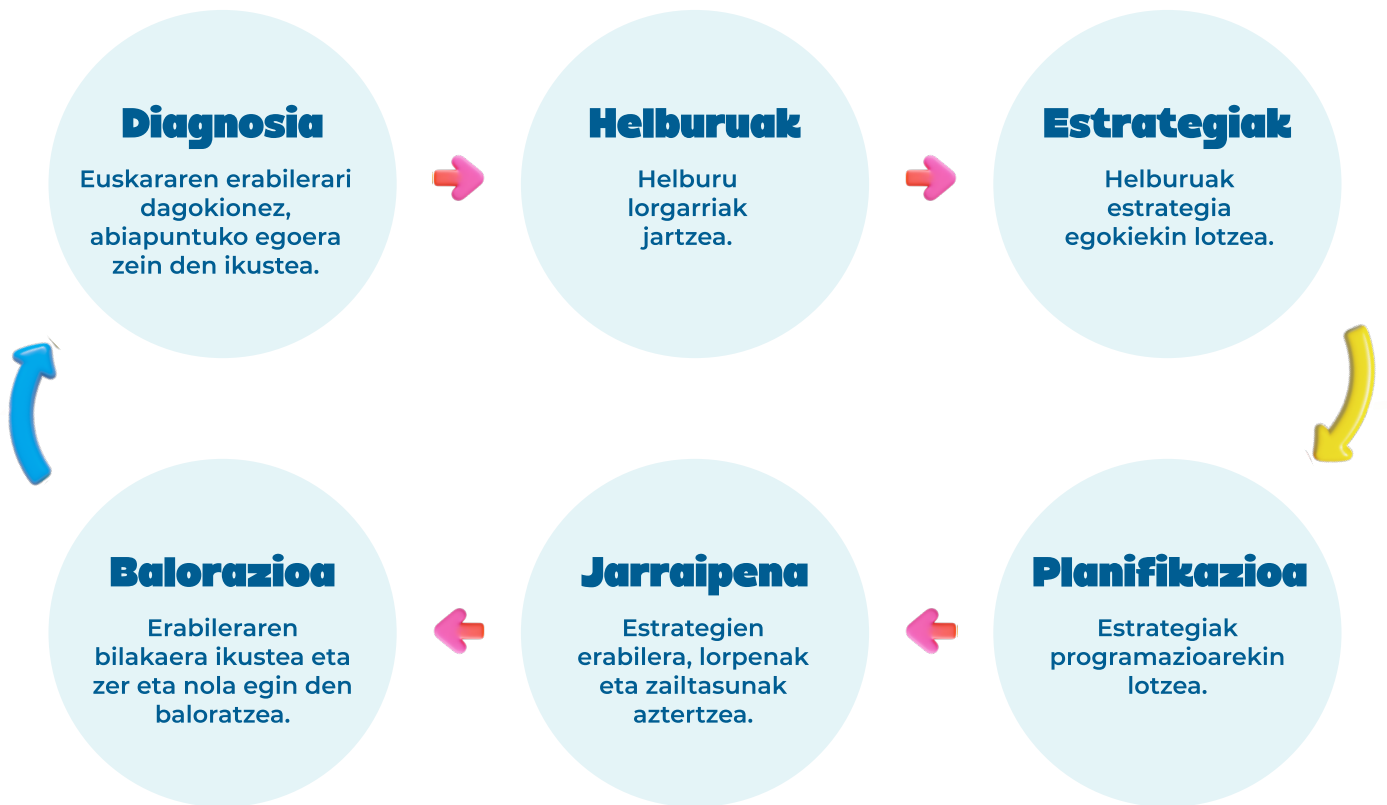 Diagnosia
Euskararen erabilerari
dagokionez,
abiapuntuko egoera
zein den ikustea.
Helburuak
Helburu
lorgarriak
jartzea.
Estrategiak
Helburuak
estrategia
egokiekin lotzea.
Planifikazioa
Estrategiak
programazioarekin
lotzea.
Jarraipena
Estrategien
erabilera, lorpenak
eta zailtasunak
aztertzea.
Balorazioa
Erabileraren
bilakaera ikustea eta
zer eta nola egin den
baloratzea.